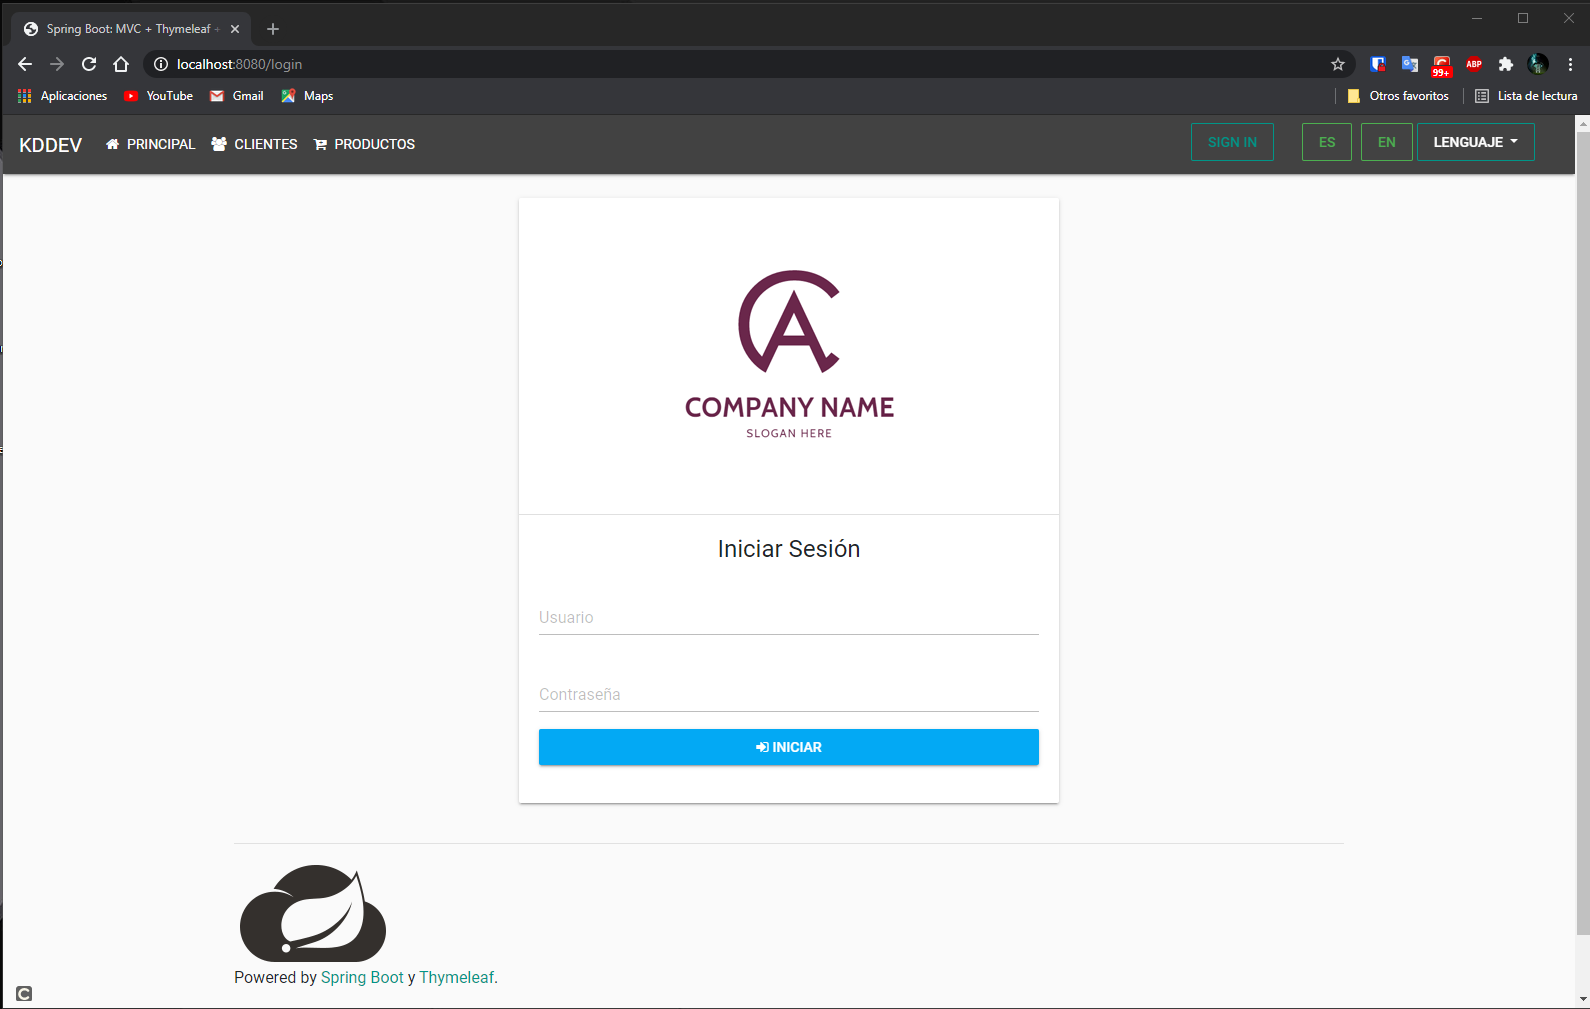 Spring Boot: MVC + Thymeleaf +
localhost:8080/login
99+
ABP
Aplicaciones YouTube Gmail Maps Otros favoritos Lista de lectura
KDDEV PRINCIPAL CLIENTES PRODUCTOS SIGN IN ES EN LENGUAJE
CA
COMPANY NAME
SLOGAN HERE
Iniciar Sesión
Usuario
Contraseña
INICIAR
Powered by Spring Boot y Thymeleaf.
C